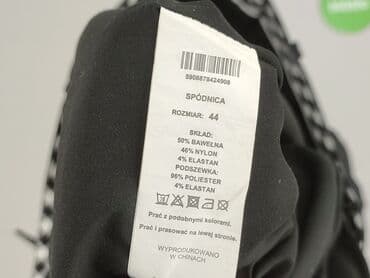 5908878424908
SPÓDNICA
ROZMIAR: 44
SKŁAD:
50% BAWEŁNA
46% NYLON
4% ELASTAN
PODSZEWKA:
96% POLIESTER
4% ELASTAN
Prać z podobnymi kolorami.
Prać i prasować na lewej stronie.
WYPRODUKOWANO
W CHINACH